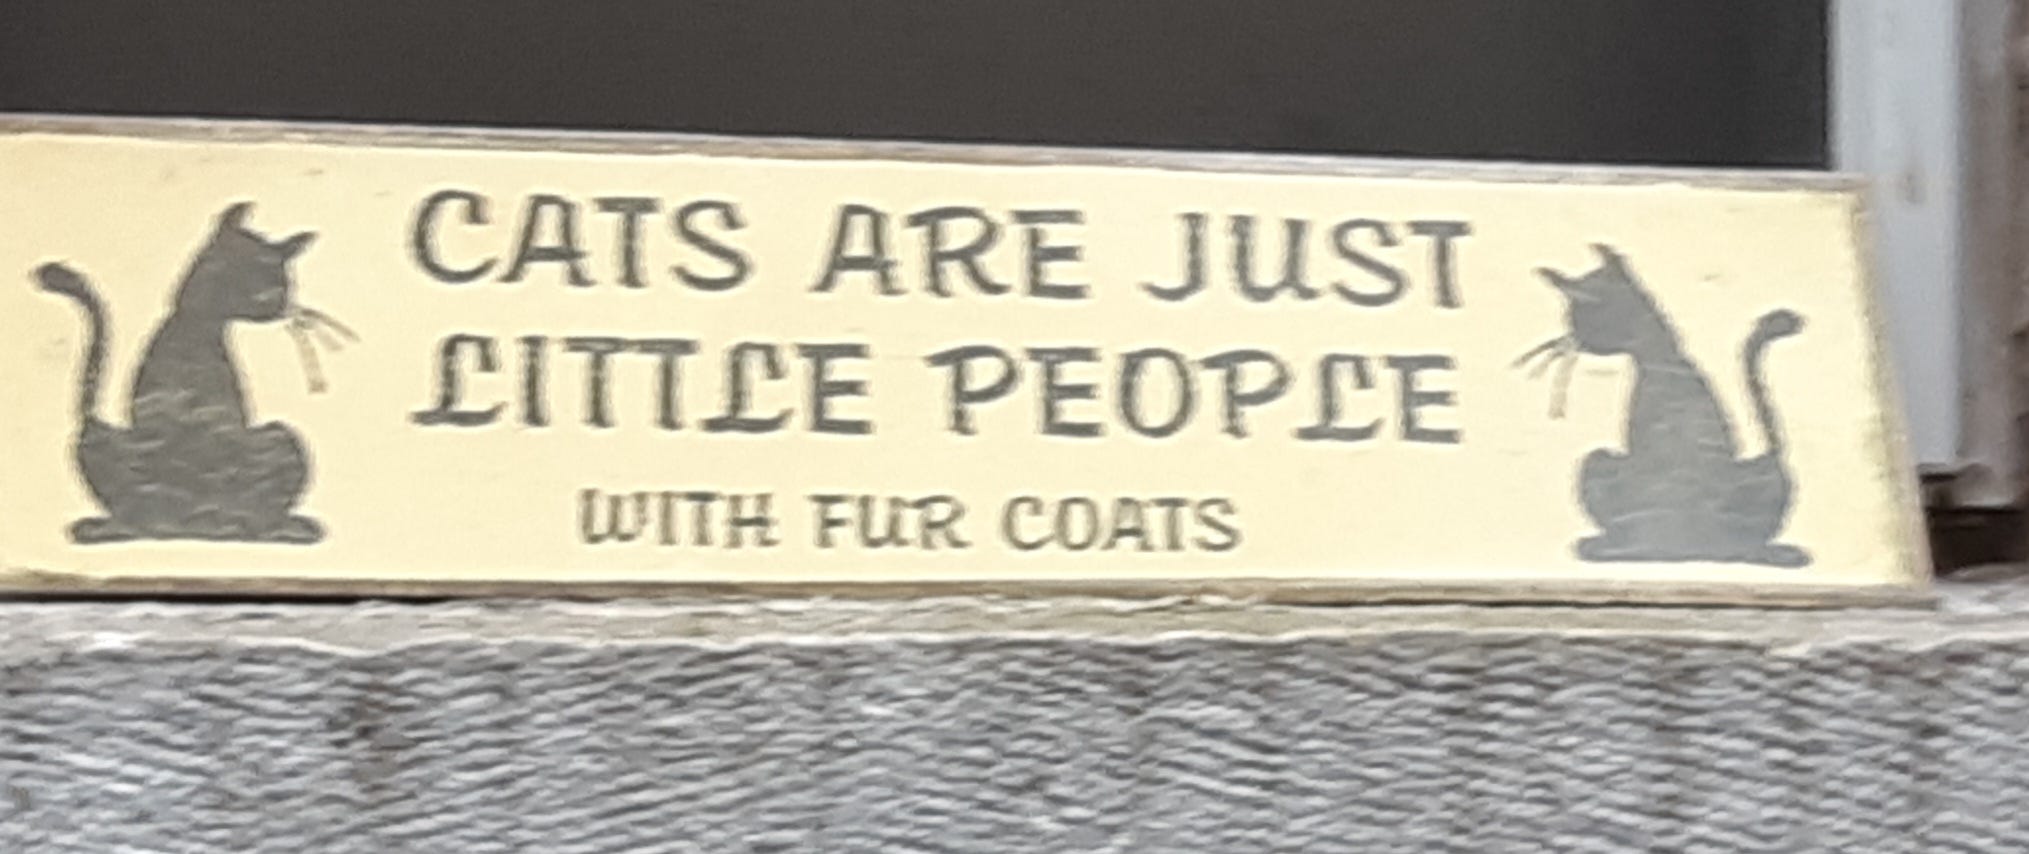 CATS ARE JUST
LITTLE PEOPLE
WITH FUR COATS